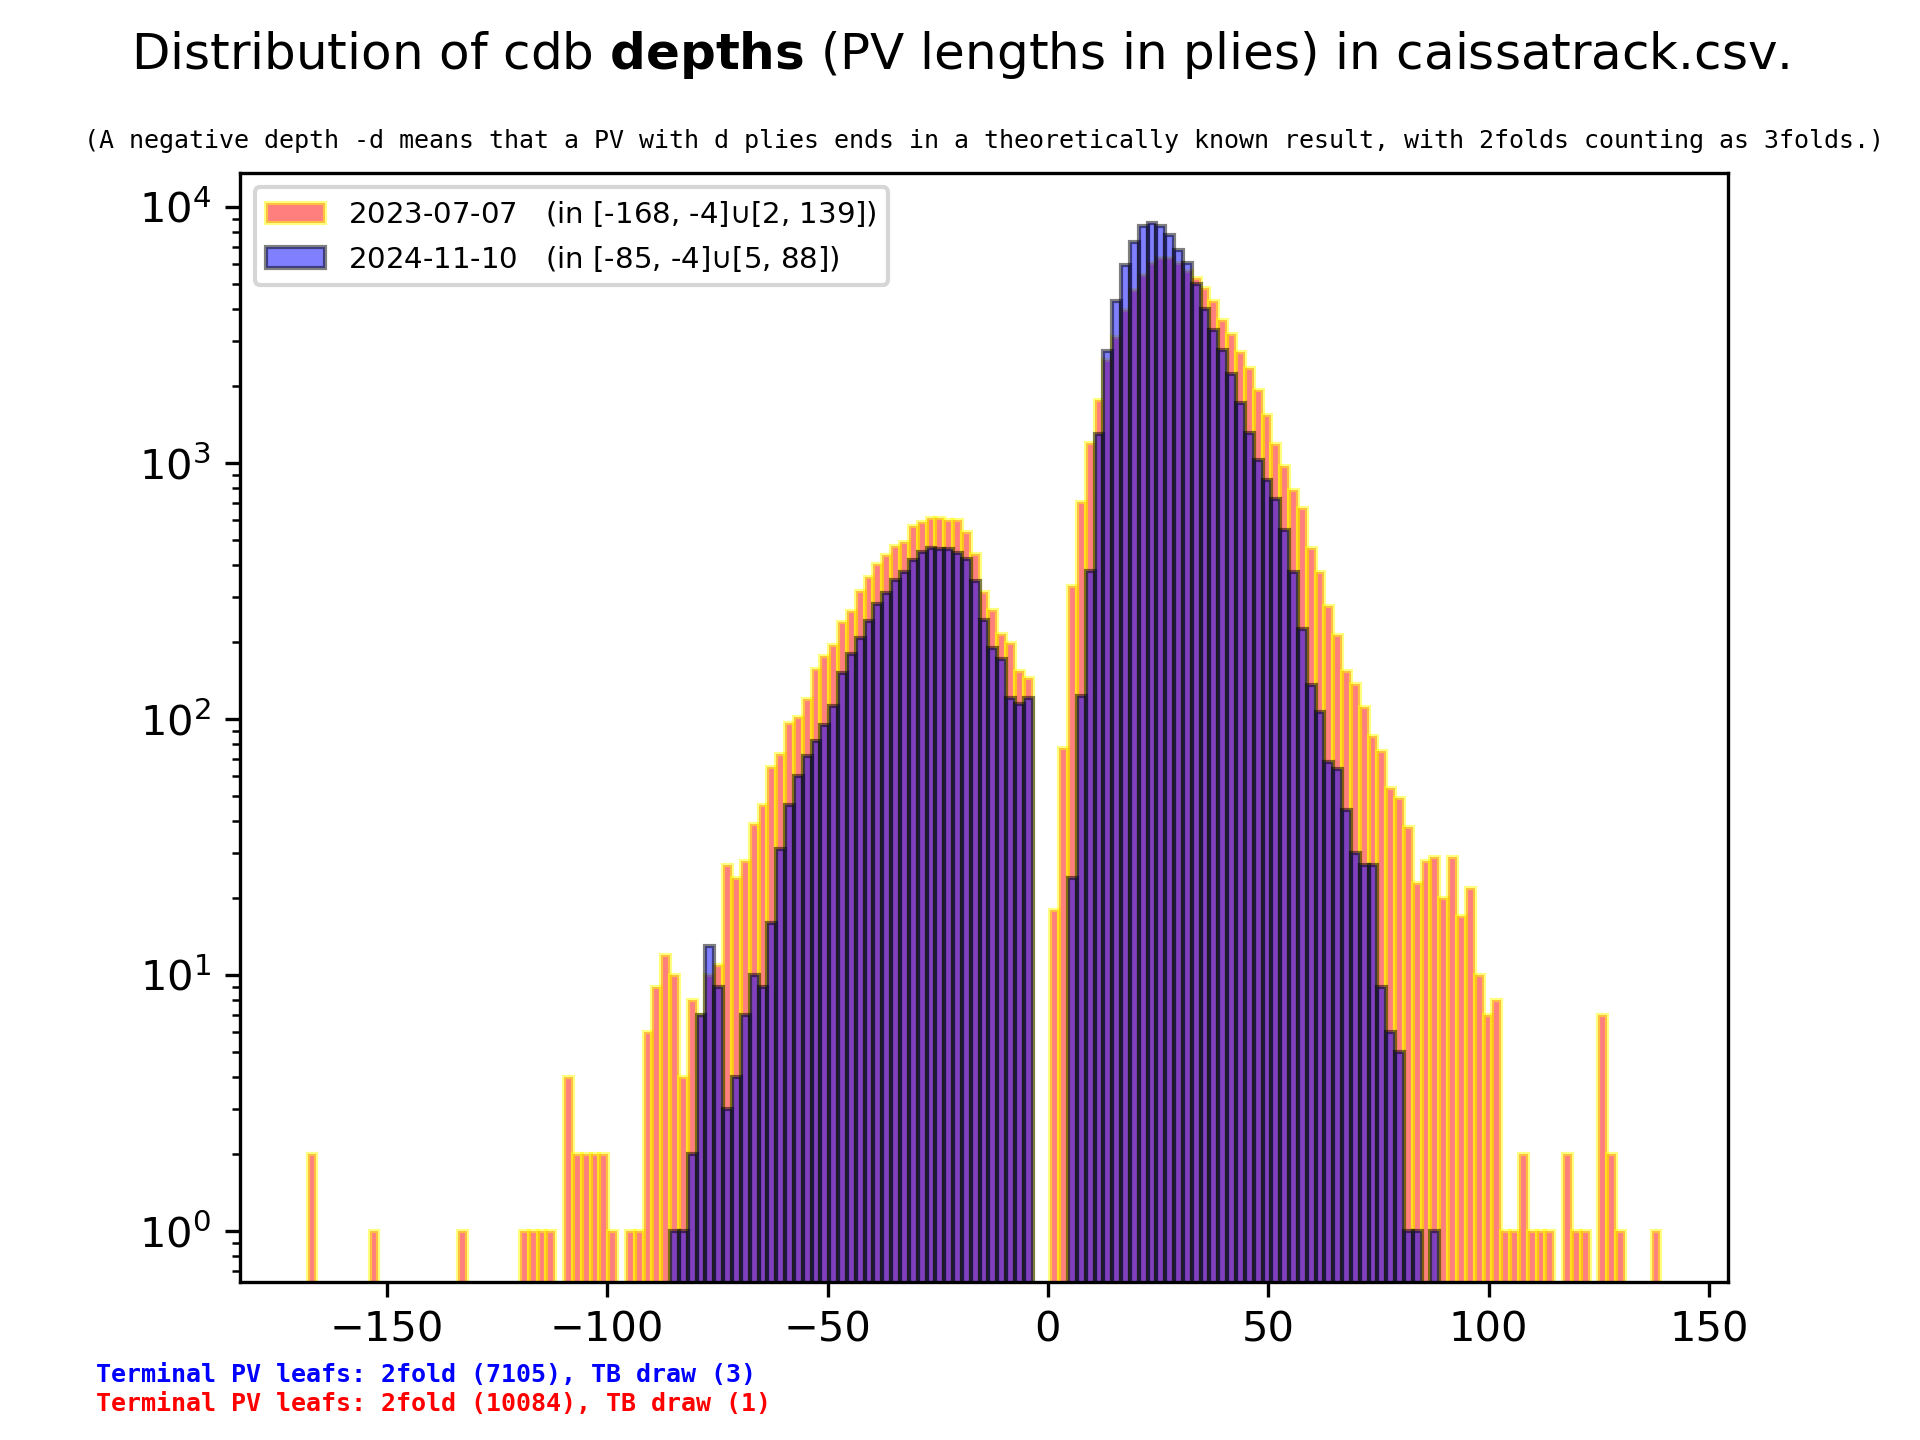 Distribution of cdb depths (PV lengths in plies) in caissatrack.csv.
(A negative depth -d means that a PV with d plies ends in a theoretically known result, with 2folds counting as 3folds.)
2023-07-07 (in [-168, -4]∪[2, 139])
2024-11-10 (in [-85, -4]∪[5, 88])
10⁴
10³
10²
10¹
10⁰
−150 −100 −50 0 50 100 150
Terminal PV leafs: 2fold (7105), TB draw (3)
Terminal PV leafs: 2fold (10084), TB draw (1)